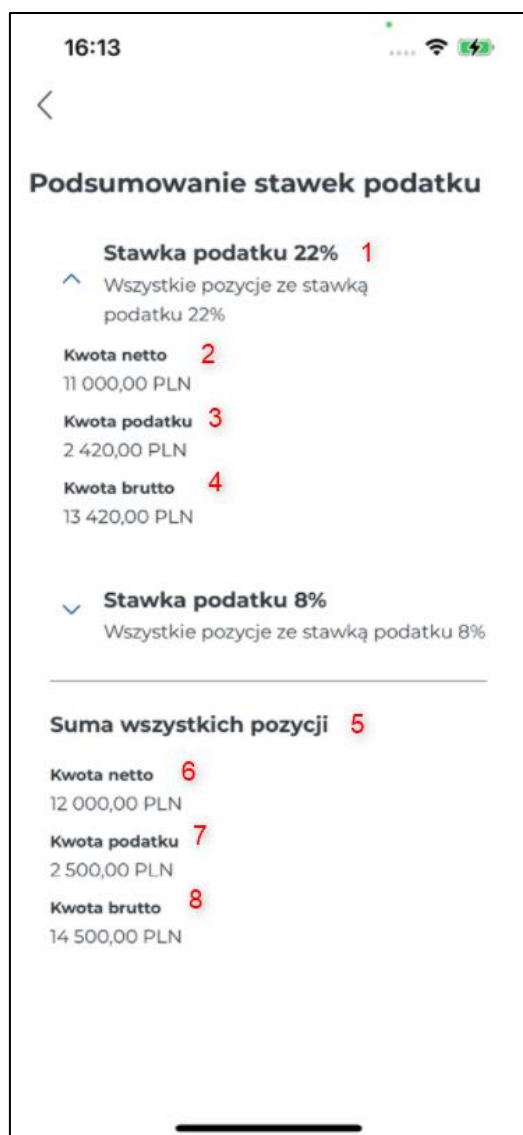 16:13
Podsumowanie stawek podatku
Stawka podatku 22% 1
Wszystkie pozycje ze stawką
podatku 22%
Kwota netto 2
11 000,00 PLN
Kwota podatku 3
2 420,00 PLN
Kwota brutto 4
13 420,00 PLN
Stawka podatku 8%
Wszystkie pozycje ze stawką podatku 8%
Suma wszystkich pozycji 5
Kwota netto 6
12 000,00 PLN
Kwota podatku 7
2 500,00 PLN
Kwota brutto 8
14 500,00 PLN